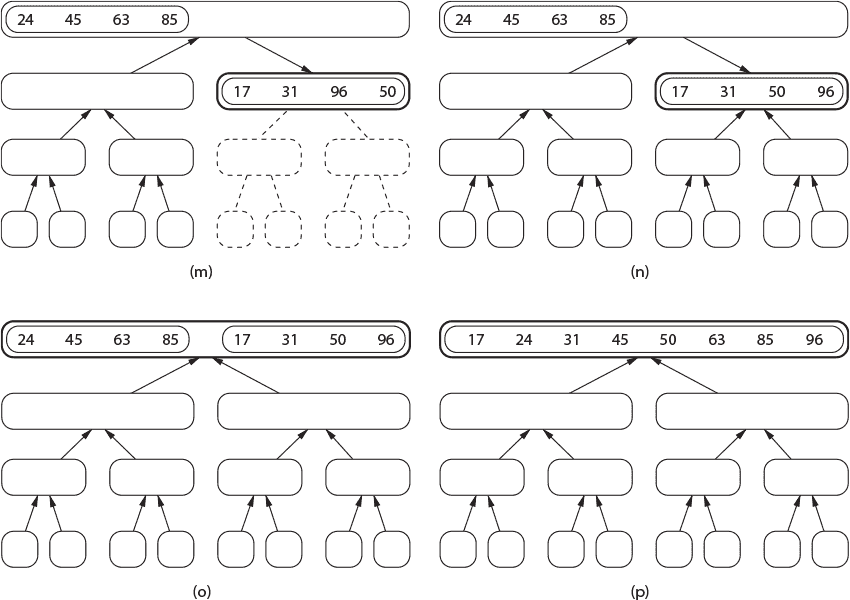 24 45 63 85
17 31 96 50
(m)
24 45 63 85
17 31 50 96
(n)
24 45 63 85 17 31 50 96
(o)
17 24 31 45 50 63 85 96
(p)